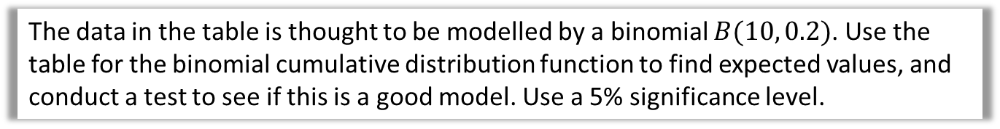 The data in the table is thought to be modelled by a binomial B(10, 0.2). Use the
table for the binomial cumulative distribution function to find expected values, and
conduct a test to see if this is a good model. Use a 5% significance level.